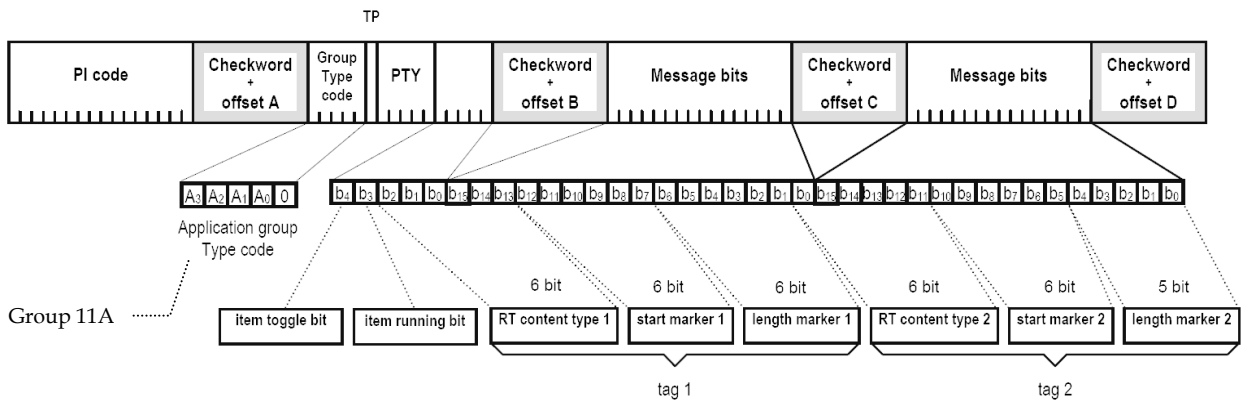 TP
PI code
Checkword
+
offset A
Group
Type
code
PTY
Checkword
+
offset B
Message bits
Checkword
+
offset C
Message bits
Checkword
+
offset D
A₃ A₂ A₁ A₀ 0
b₄ b₃ b₂ b₁ b₀ b₁₅ b₁₄ b₁₃ b₁₂ b₁₁ b₁₀ b₉ b₈ b₇ b₆ b₅ b₄ b₃ b₂ b₁ b₀ b₁₅ b₁₄ b₁₃ b₁₂ b₁₁ b₁₀ b₉ b₈ b₇ b₆ b₅ b₄ b₃ b₂ b₁ b₀
Application group
Type code
Group 11A
6 bit 6 bit 6 bit 6 bit 6 bit 5 bit
item toggle bit
item running bit
RT content type 1
start marker 1
length marker 1
RT content type 2
start marker 2
length marker 2
tag 1
tag 2